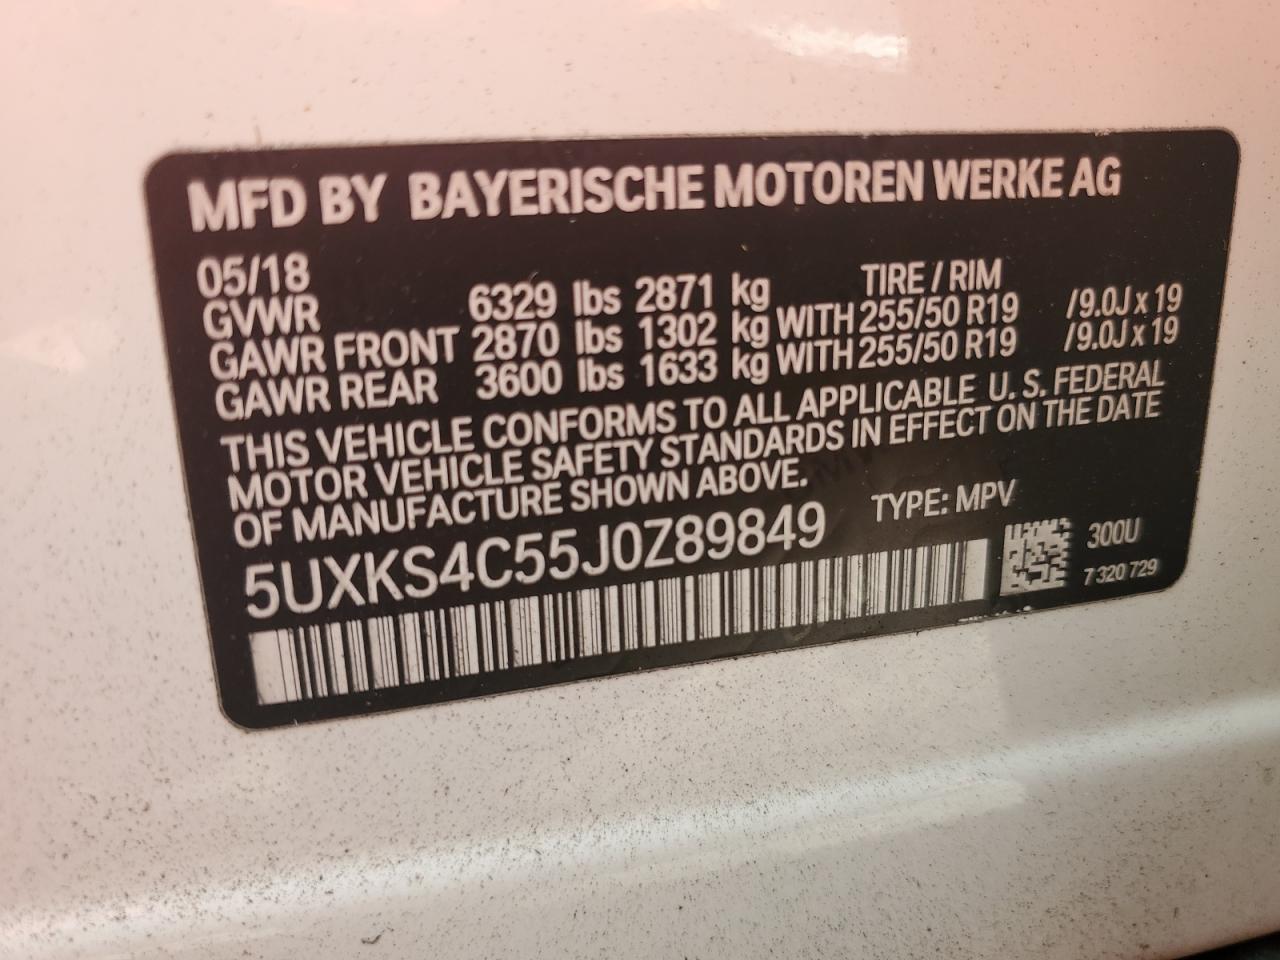 MFD BY BAYERISCHE MOTOREN WERKE AG
05/18 TIRE / RIM
GVWR 6329 lbs 2871 kg
GAWR FRONT 2870 lbs 1302 kg WITH 255/50 R19 /9.0J x 19
GAWR REAR 3600 lbs 1633 kg WITH 255/50 R19 /9.0J x 19
THIS VEHICLE CONFORMS TO ALL APPLICABLE U. S. FEDERAL
MOTOR VEHICLE SAFETY STANDARDS IN EFFECT ON THE DATE
OF MANUFACTURE SHOWN ABOVE.
TYPE: MPV
5UXKS4C55J0Z89849
300U
7 320 729